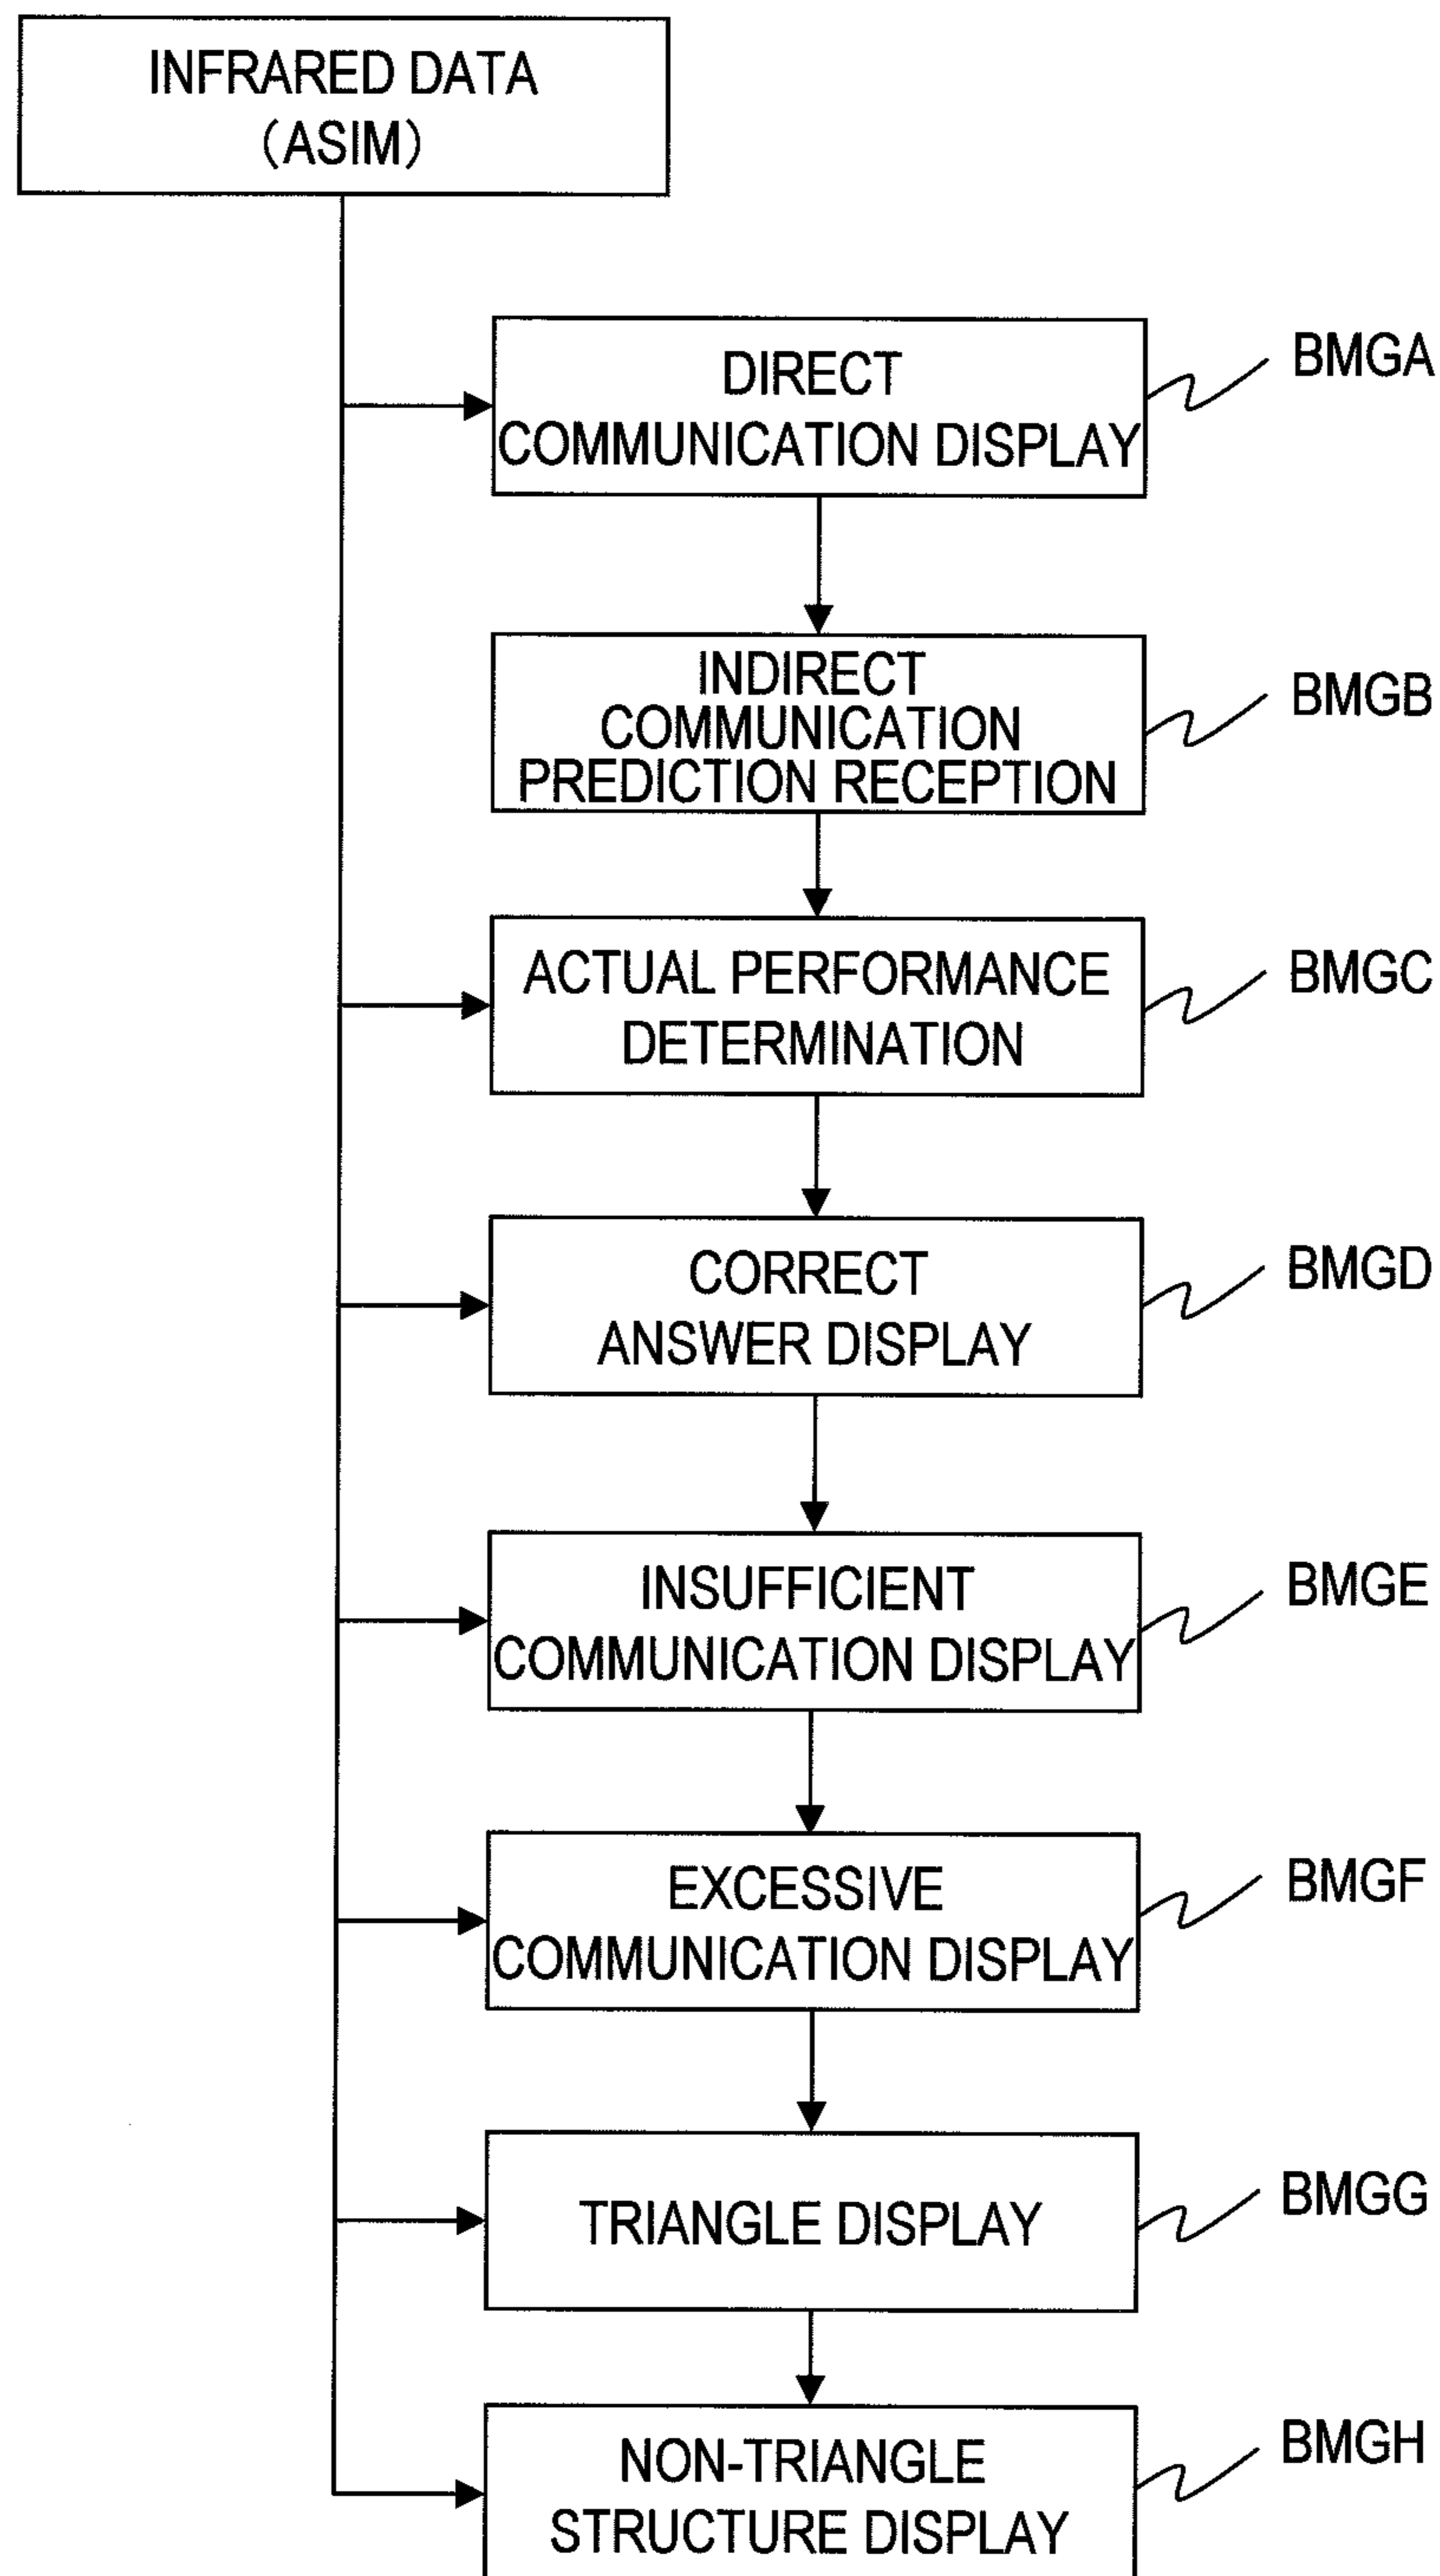 INFRARED DATA
(ASIM)
DIRECT
COMMUNICATION DISPLAY
BMGA
INDIRECT
COMMUNICATION
PREDICTION RECEPTION
BMGB
ACTUAL PERFORMANCE
DETERMINATION
BMGC
CORRECT
ANSWER DISPLAY
BMGD
INSUFFICIENT
COMMUNICATION DISPLAY
BMGE
EXCESSIVE
COMMUNICATION DISPLAY
BMGF
TRIANGLE DISPLAY
BMGG
NON-TRIANGLE
STRUCTURE DISPLAY
BMGH